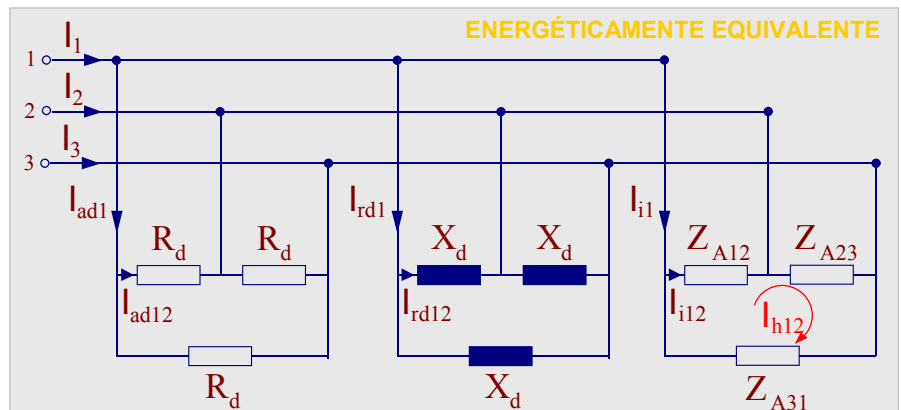 ENERGÉTICAMENTE EQUIVALENTE
1 I1
2 I2
3 I3
Iad1 Ird1 Ii1
Rd Rd Xd Xd ZA12 ZA23
Iad12 Ird12 Ii12 Ih12
Rd Xd ZA31